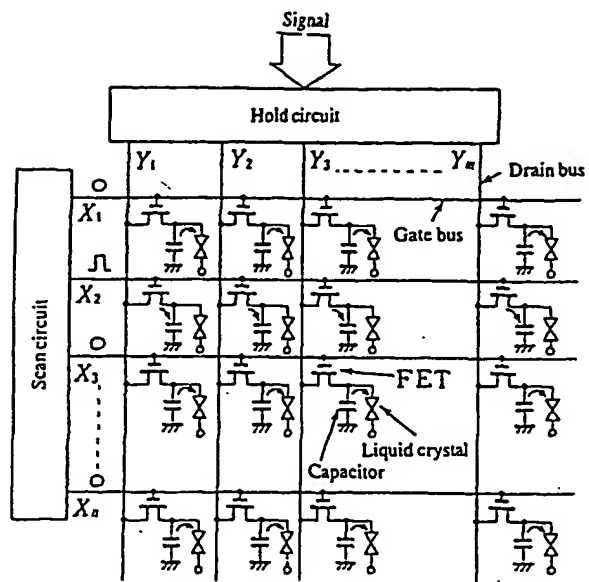 Signal
Hold circuit
Y₁ Y₂ Y₃ Yₘ
Drain bus
X₁
Gate bus
X₂
Scan circuit
X₃
FET
Liquid crystal
Capacitor
Xₙ